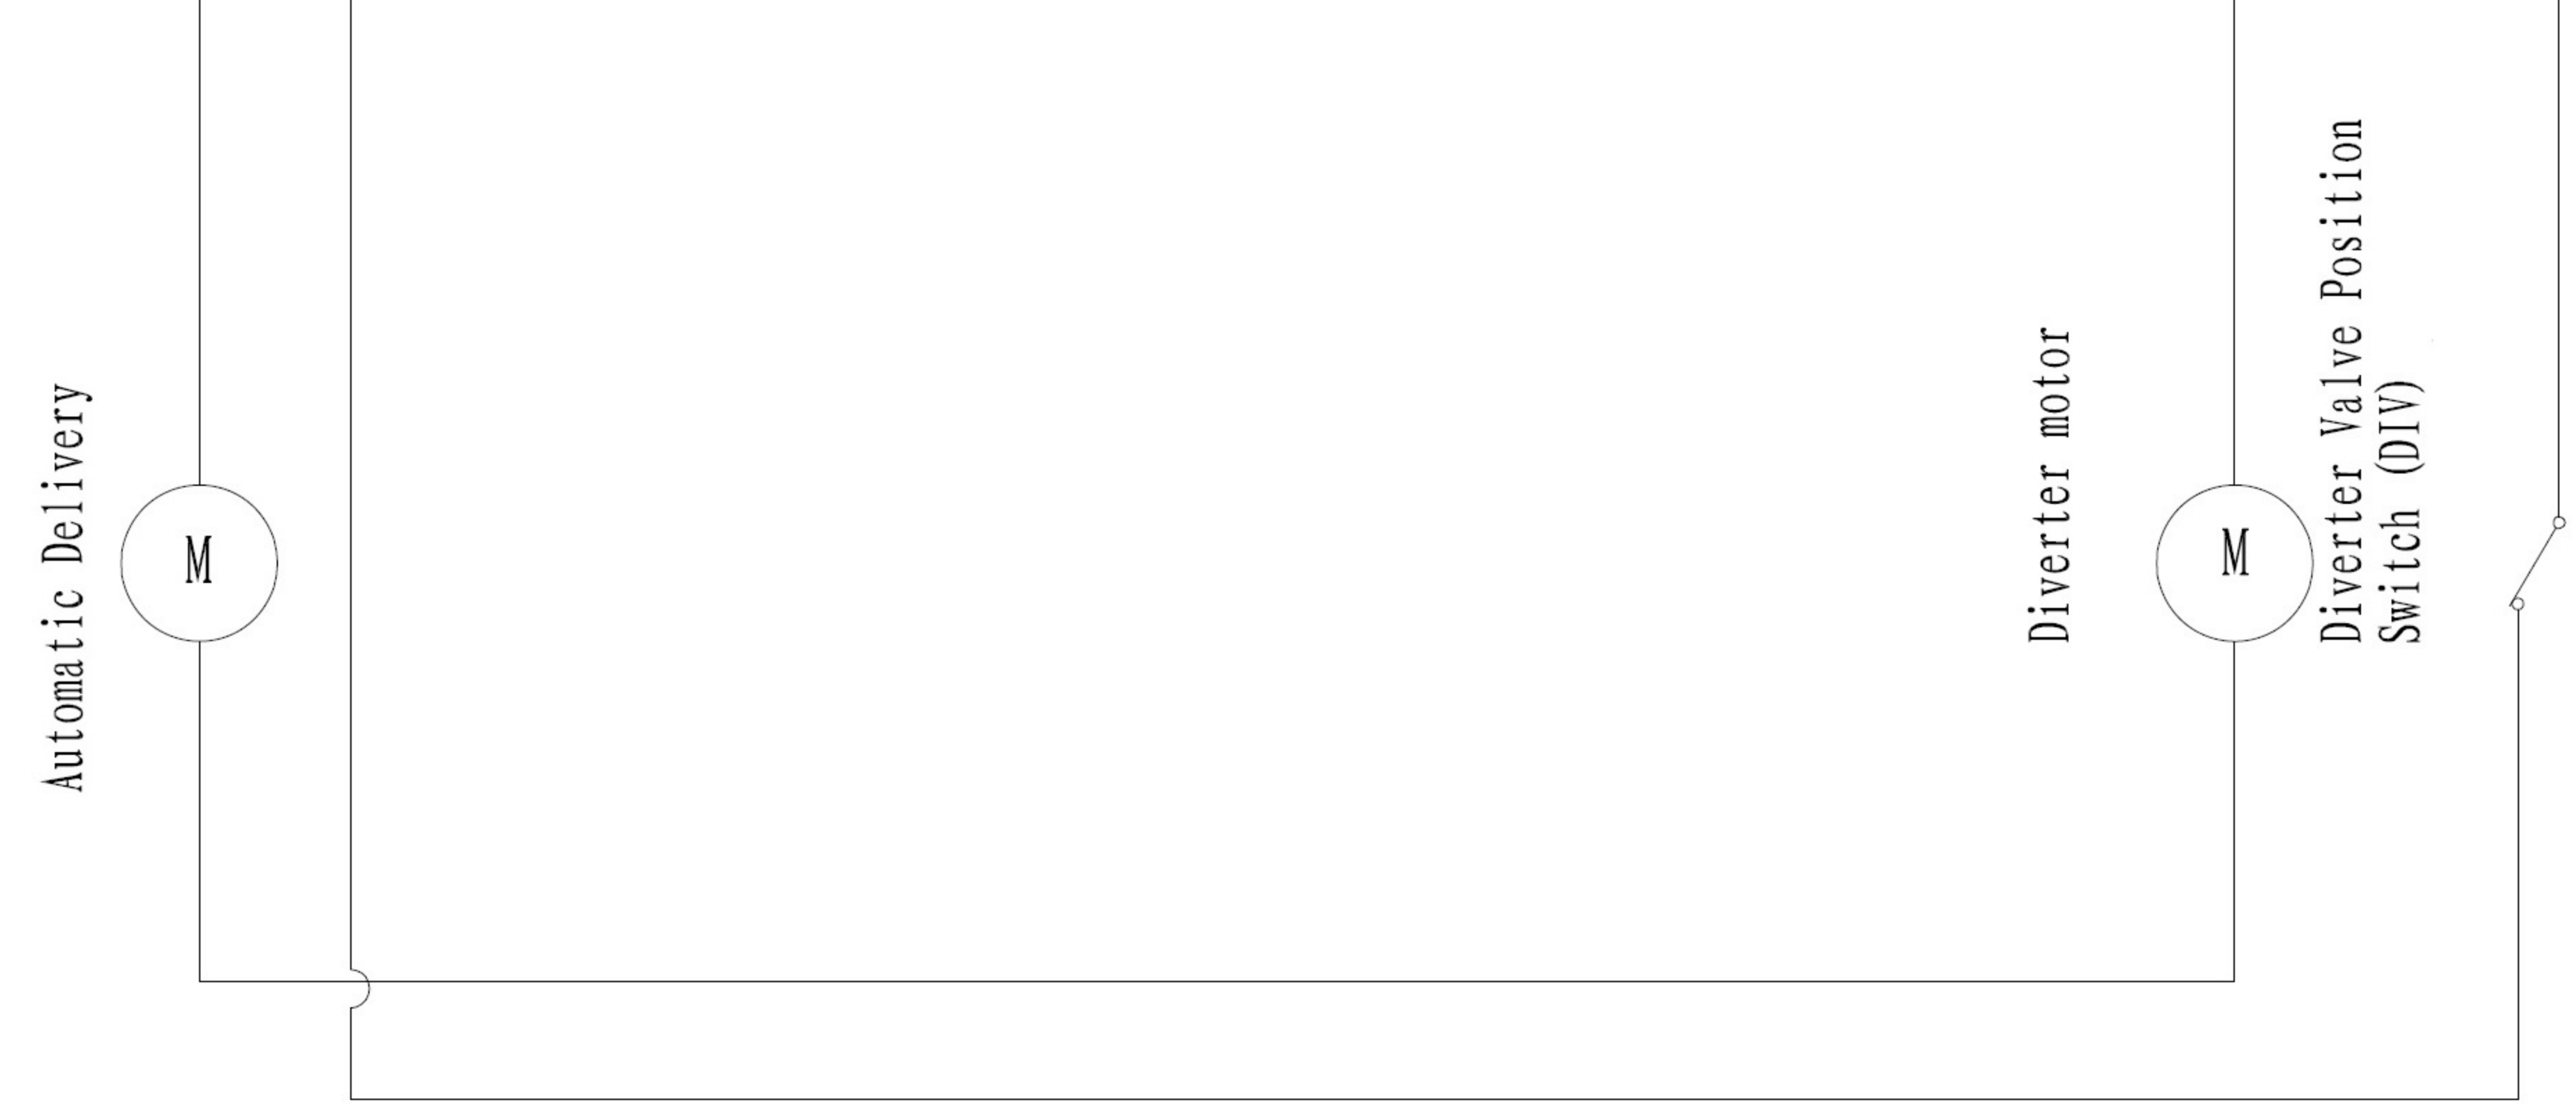 Automatic Delivery
M
Diverter motor
M
Diverter Valve Position
Switch (DIV)